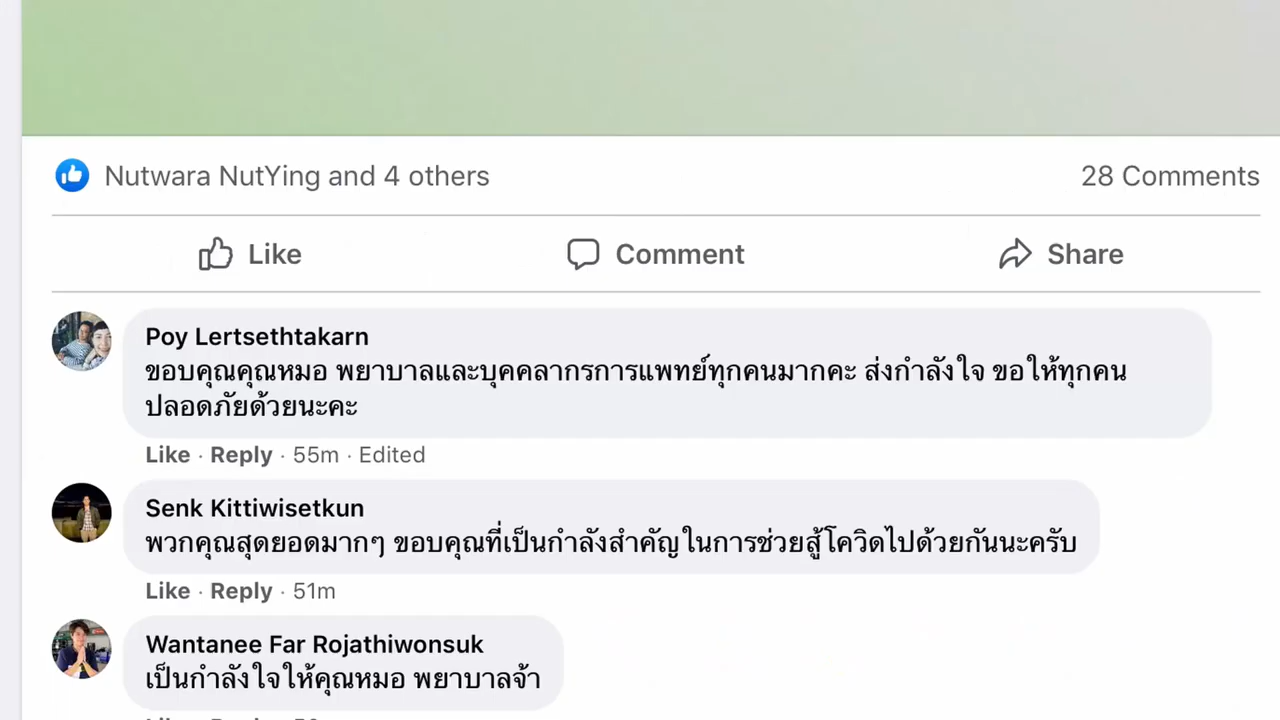 Nutwara NutYing and 4 others
28 Comments
Like
Comment
Share
Poy Lertsethtakarn
ขอบคุณคุณหมอ พยาบาลและบุคคลากรการแพทย์ทุกคนมากคะ ส่งกำลังใจ ขอให้ทุกคน
ปลอดภัยด้วยนะคะ
Like · Reply · 55m · Edited
Senk Kittiwisetkun
พวกคุณสุดยอดมากๆ ขอบคุณที่เป็นกำลังสำคัญในการช่วยสู้โควิดไปด้วยกันนะครับ
Like · Reply · 51m
Wantanee Far Rojathiwonsuk
เป็นกำลังใจให้คุณหมอ พยาบาลจ้า